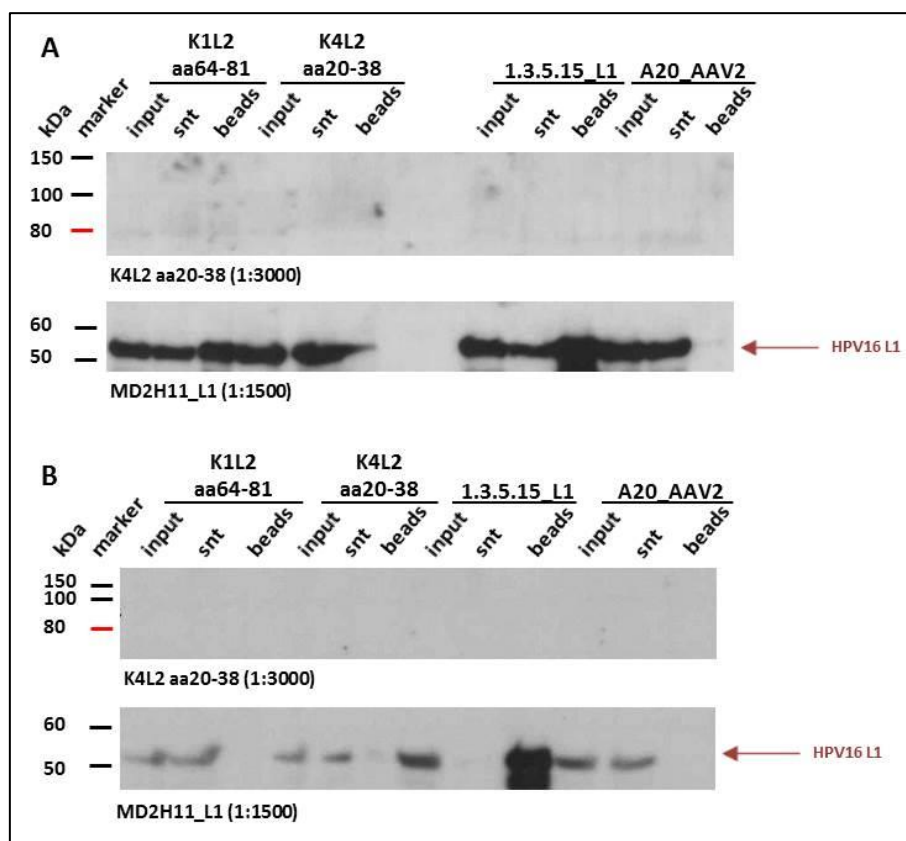 A
K1L2 K4L2
aa64-81 aa20-38 1.3.5.15_L1 A20_AAV2
kDa marker input snt beads input snt beads input snt beads input snt beads
150
100
80
K4L2 aa20-38 (1:3000)
60
50
HPV16 L1
MD2H11_L1 (1:1500)
B
K1L2 K4L2
aa64-81 aa20-38 1.3.5.15_L1 A20_AAV2
kDa marker input snt beads input snt beads input snt beads input snt beads
150
100
80
K4L2 aa20-38 (1:3000)
60
50
HPV16 L1
MD2H11_L1 (1:1500)